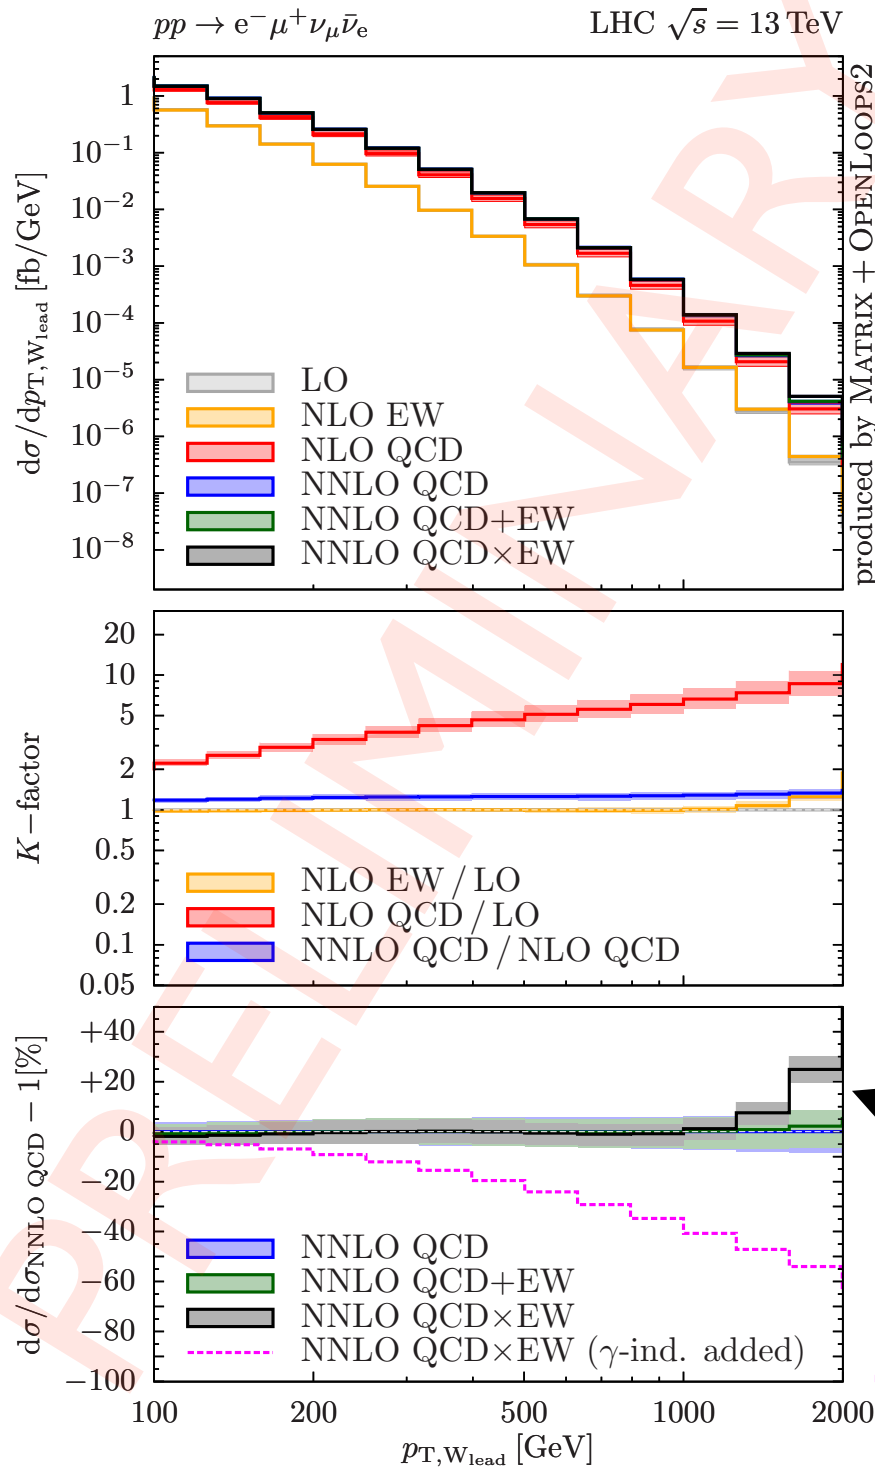 pp → e⁻μ⁺ν_μν̄_e
LHC √s = 13 TeV
dσ/dp_{T,W_lead} [fb/GeV]
1
10⁻¹
10⁻²
10⁻³
10⁻⁴
10⁻⁵
10⁻⁶
10⁻⁷
10⁻⁸
LO
NLO EW
NLO QCD
NNLO QCD
NNLO QCD+EW
NNLO QCD×EW
produced by MATRIX + OPENLOOPS2
K−factor
20
10
5
2
1
0.5
0.2
0.1
0.05
NLO EW / LO
NLO QCD / LO
NNLO QCD / NLO QCD
dσ/dσ_{NNLO QCD} − 1[%]
+40
+20
0
−20
−40
−60
−80
−100
NNLO QCD
NNLO QCD+EW
NNLO QCD×EW
NNLO QCD×EW (γ-ind. added)
100
200
500
1000
2000
p_{T,W_lead} [GeV]
PRELIMINARY